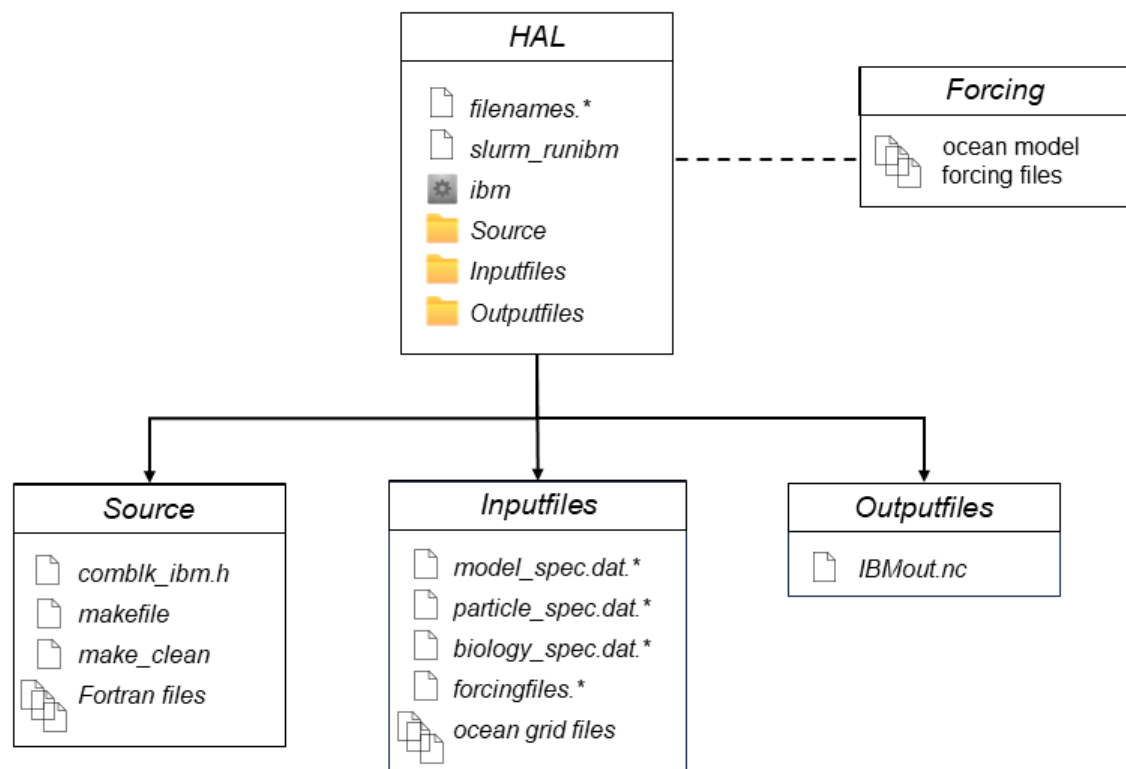 HAL
filenames.*
slurm_runibm
ibm
Source
Inputfiles
Outputfiles
Forcing
ocean model
forcing files
Source
comblk_ibm.h
makefile
make_clean
Fortran files
Inputfiles
model_spec.dat.*
particle_spec.dat.*
biology_spec.dat.*
forcingfiles.*
ocean grid files
Outputfiles
IBMout.nc